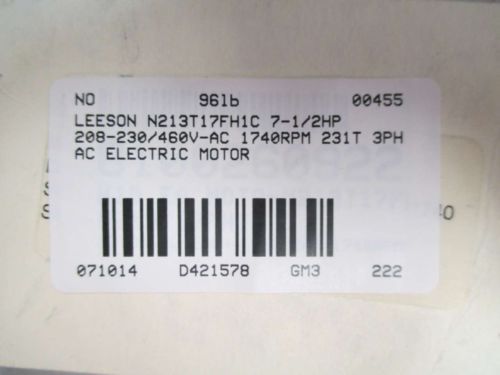 NO 96lb 00455
LEESON N213T17FH1C 7-1/2HP
208-230/460V-AC 1740RPM 231T 3PH
AC ELECTRIC MOTOR
071014 D421578 GM3 222